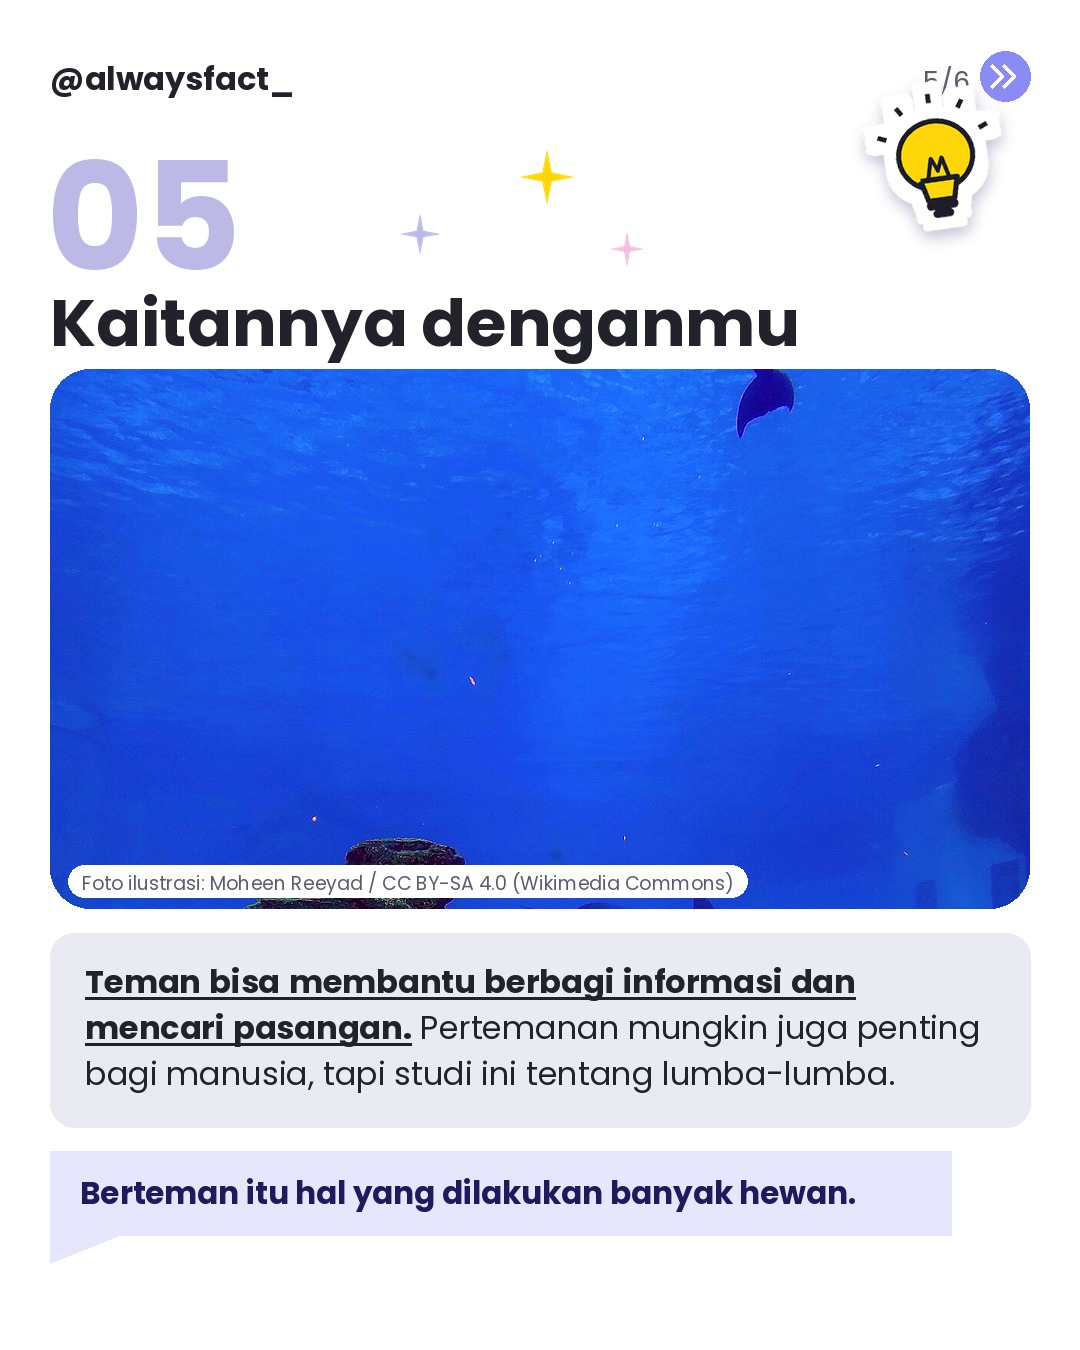 @alwaysfact_
5/6
05
Kaitannya denganmu
Foto ilustrasi: Moheen Reeyad / CC BY-SA 4.0 (Wikimedia Commons)
Teman bisa membantu berbagi informasi dan
mencari pasangan. Pertemanan mungkin juga penting
bagi manusia, tapi studi ini tentang lumba-lumba.
Berteman itu hal yang dilakukan banyak hewan.